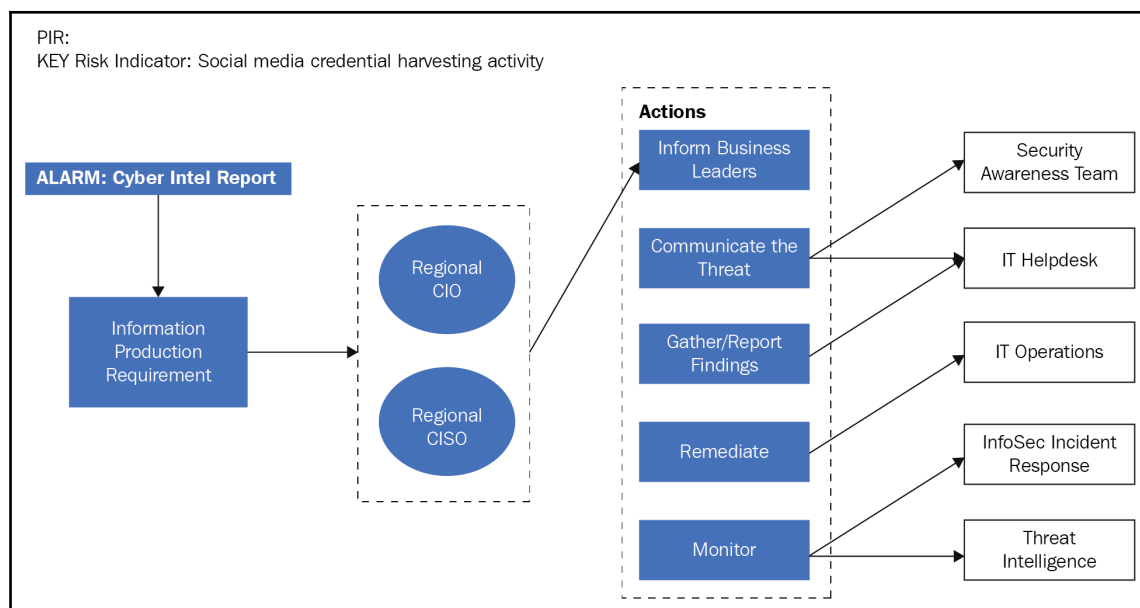 PIR:
KEY Risk Indicator: Social media credential harvesting activity
ALARM: Cyber Intel Report
Information
Production
Requirement
Regional
CIO
Regional
CISO
Actions
Inform Business
Leaders
Communicate the
Threat
Gather/Report
Findings
Remediate
Monitor
Security
Awareness Team
IT Helpdesk
IT Operations
InfoSec Incident
Response
Threat
Intelligence